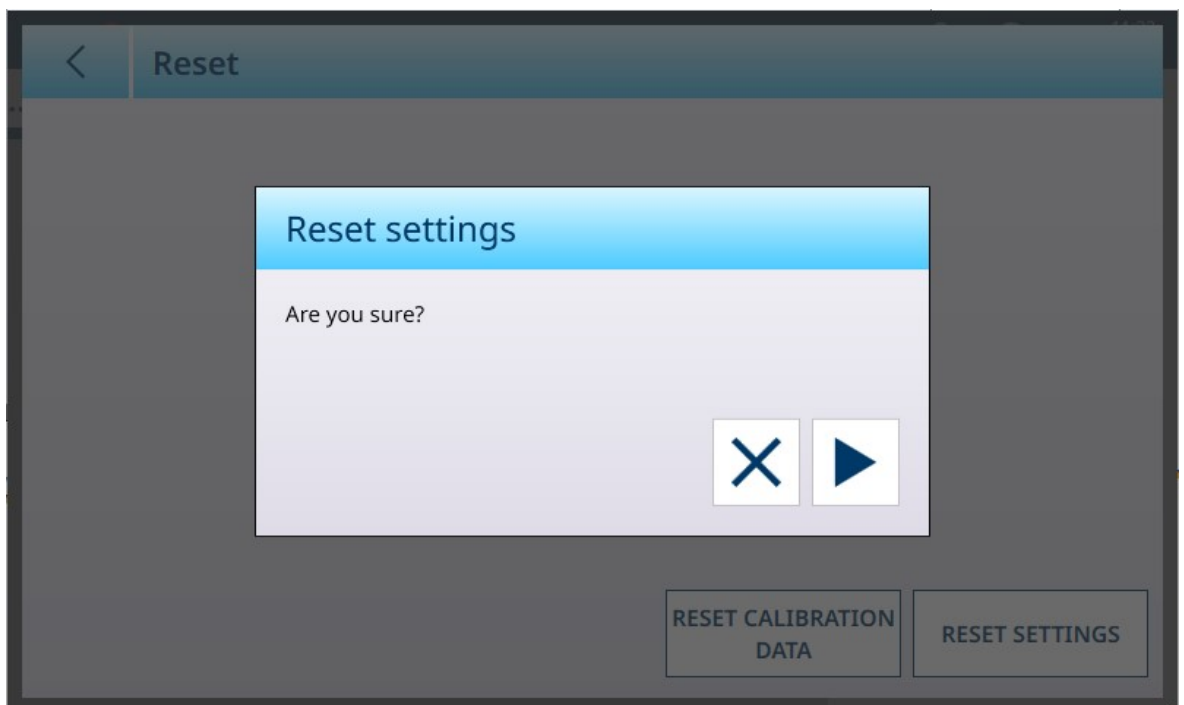 Reset
Reset settings
Are you sure?
RESET CALIBRATION
DATA
RESET SETTINGS